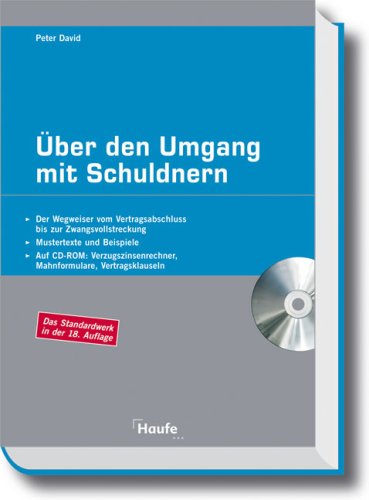 Peter David
Über den Umgang
mit Schuldnern
► Der Wegweiser vom Vertragsabschluss
bis zur Zwangsvollstreckung
► Mustertexte und Beispiele
► Auf CD-ROM: Verzugszinsenrechner,
Mahnformulare, Vertragsklauseln
Das Standardwerk
in der 18. Auflage
Haufe